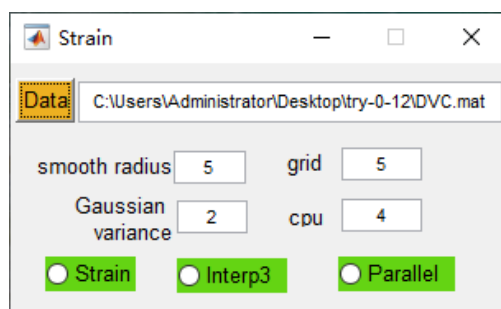 Strain
Data C:\Users\Administrator\Desktop\try-0-12\DVC.mat
smooth radius 5 grid 5
Gaussian
variance 2 cpu 4
Strain Interp3 Parallel